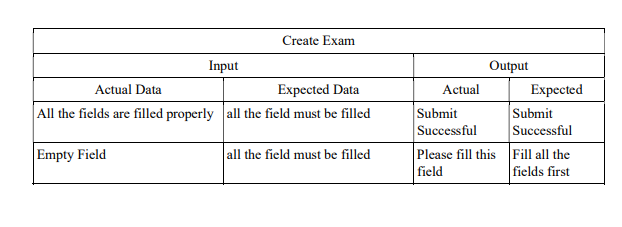 Create Exam
Input Output
Actual Data Expected Data Actual Expected
All the fields are filled properly all the field must be filled Submit Submit
Successful Successful
Empty Field all the field must be filled Please fill this Fill all the
field fields first